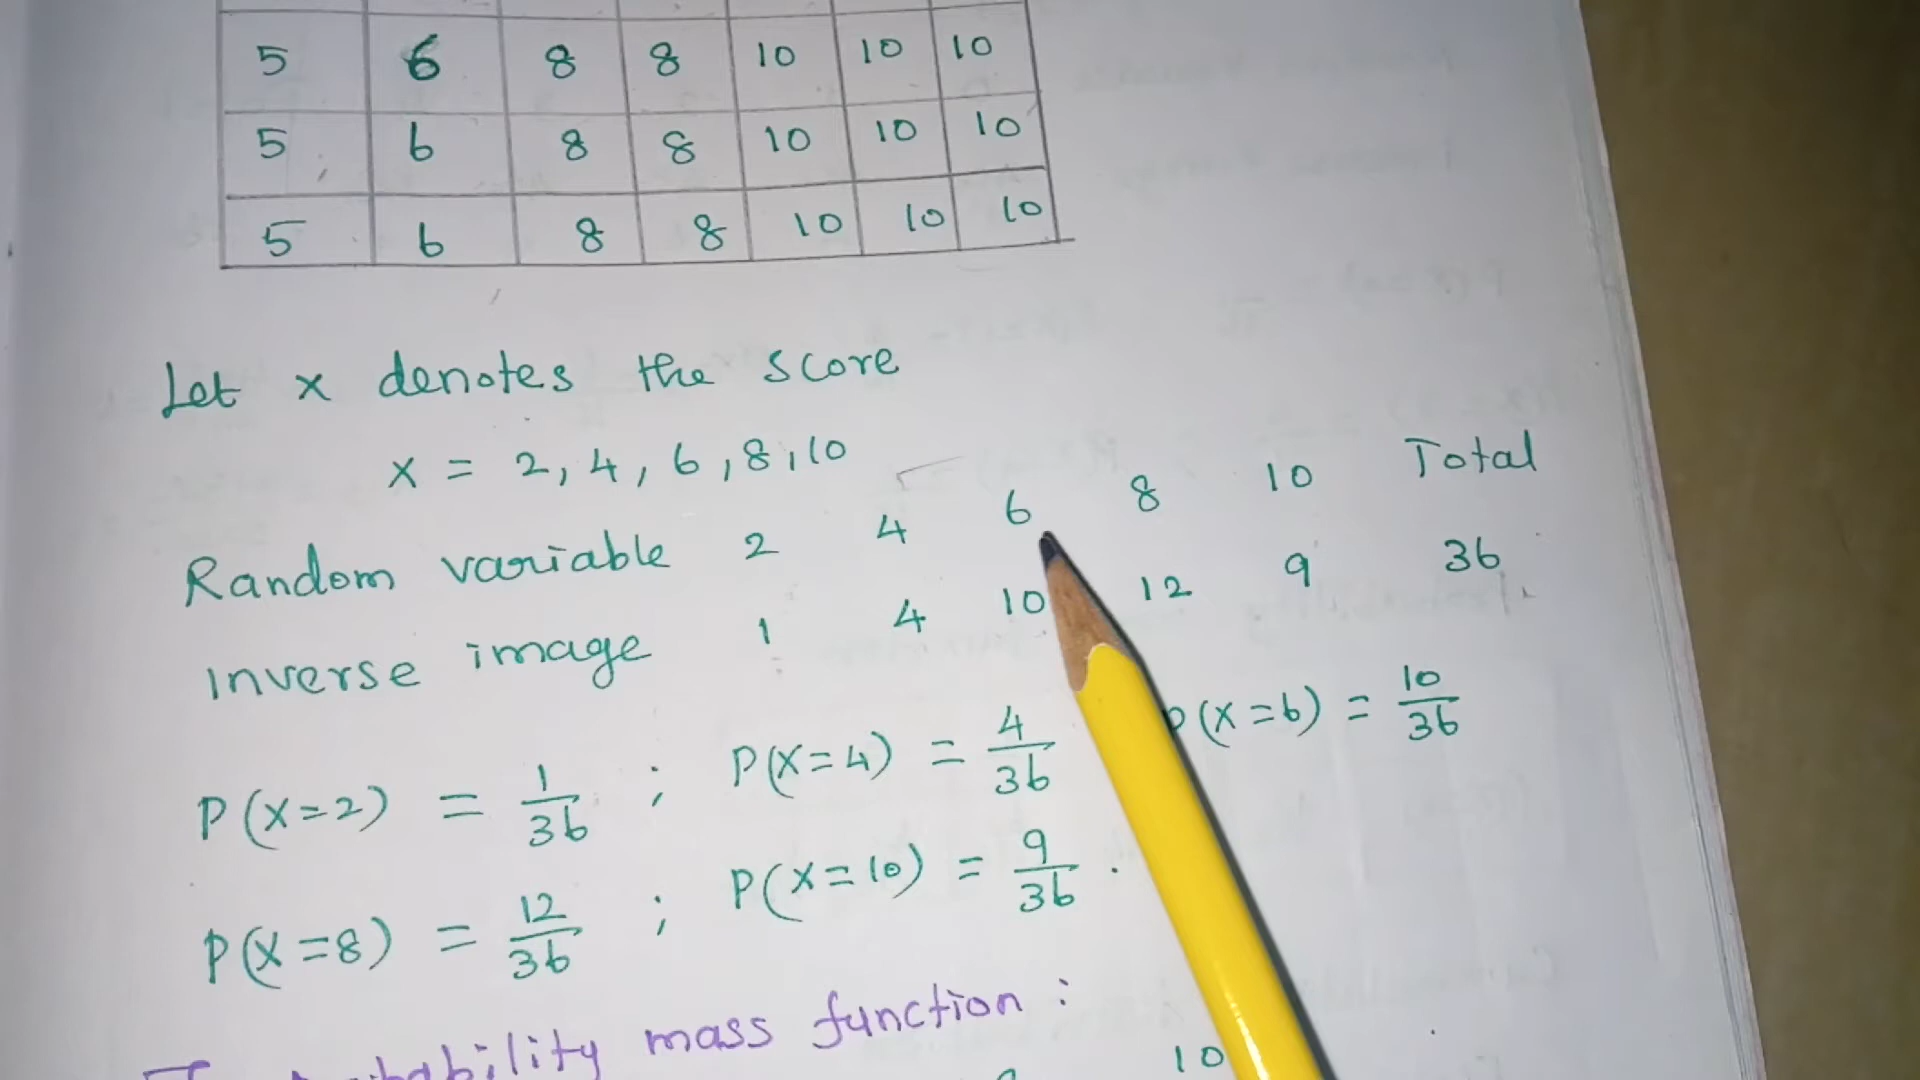 5 6 8 8 10 10 10
5 6 8 8 10 10 10
5 6 8 8 10 10 10
Let x denotes the score
x = 2, 4, 6, 8, 10
Random variable 2 4 6 8 10 Total
inverse image 1 4 10 12 9 36
P(X=2) = 1/36 ; P(X=4) = 4/36 P(X=6) = 10/36
P(X=8) = 12/36 ; P(X=10) = 9/36 .
mass function :
10